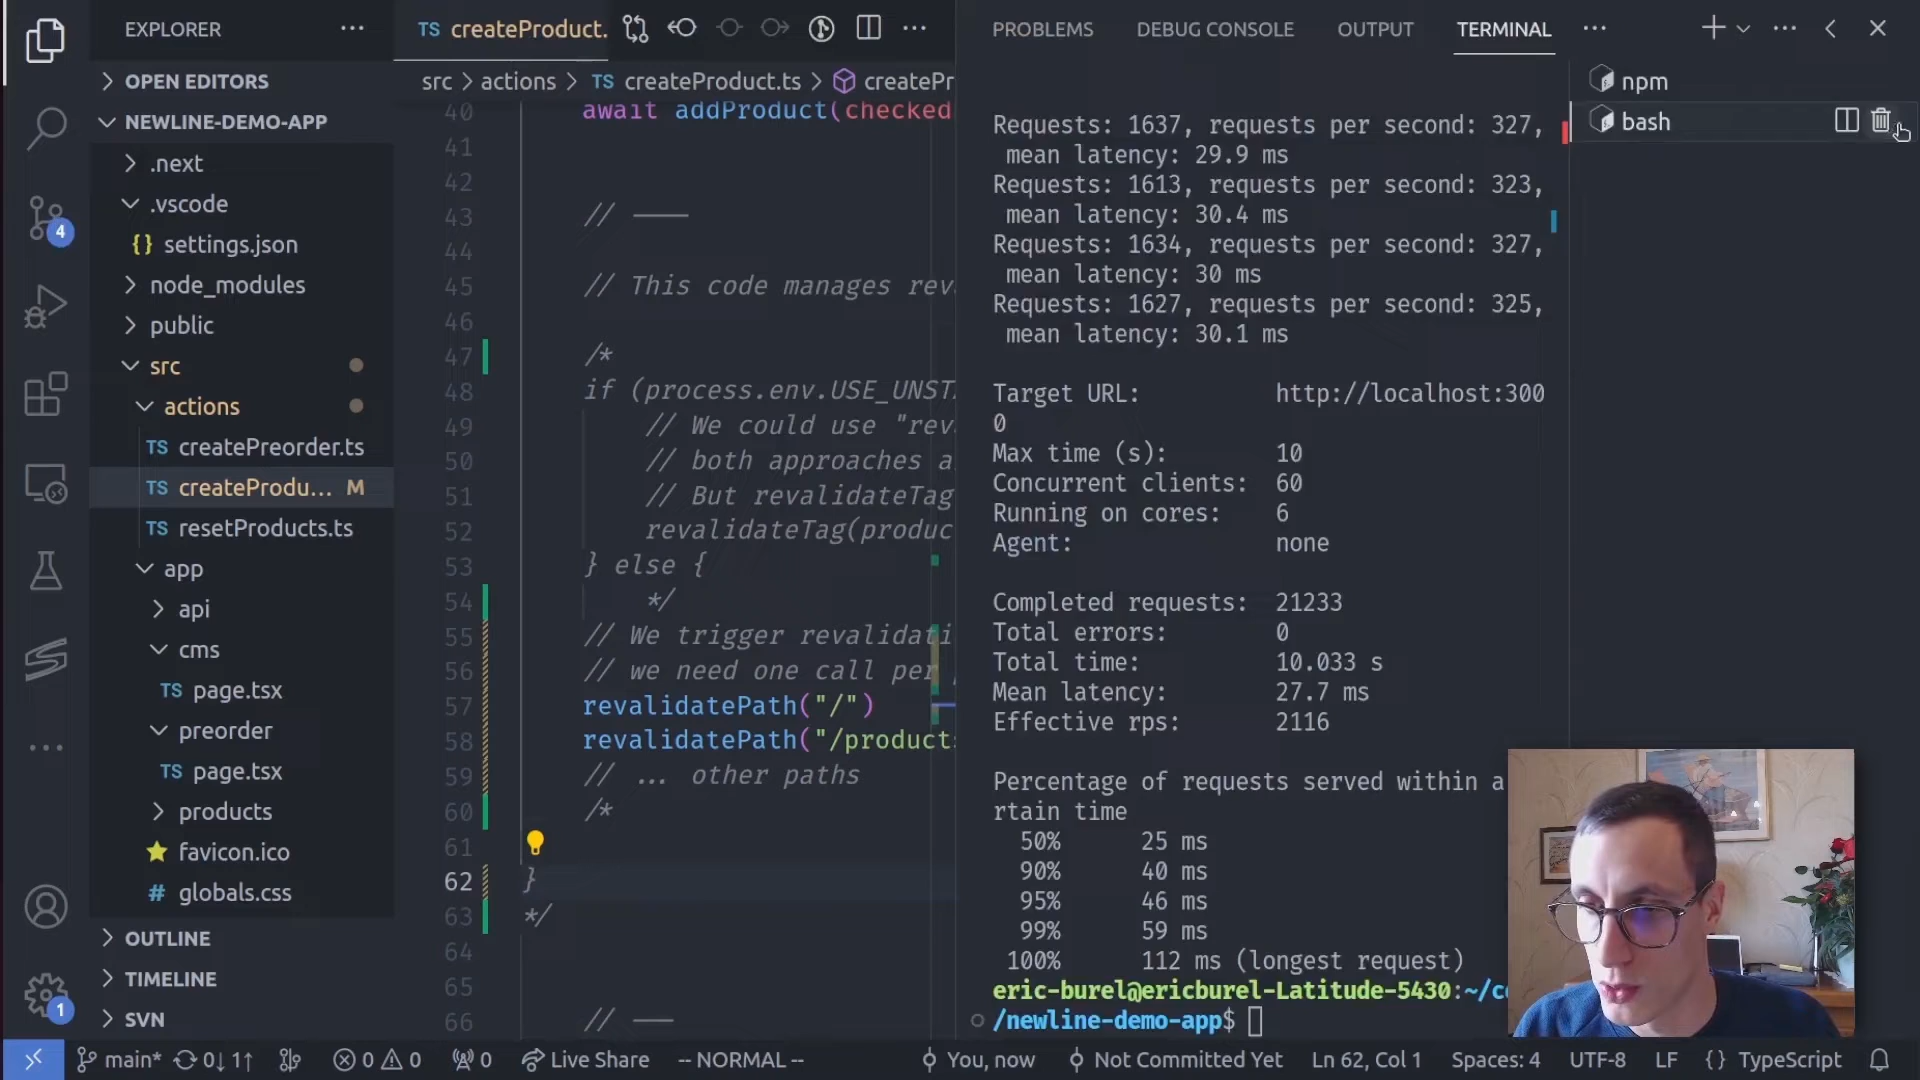 EXPLORER
OPEN EDITORS
NEWLINE-DEMO-APP
.next
.vscode
{} settings.json
node_modules
public
src
actions
TS createPreorder.ts
TS createProdu... M
TS resetProducts.ts
app
api
cms
TS page.tsx
preorder
TS page.tsx
products
favicon.ico
# globals.css
OUTLINE
TIMELINE
SVN
4
1
TS createProduct.
src > actions > TS createProduct.ts > createPr
40 await addProduct(checked
41
42
43 // ——
44
45 // This code manages rev
46
47 /*
48 if (process.env.USE_UNST
49 // We could use "rev
50 // both approaches a
51 // But revalidateTag
52 revalidateTag(produc
53 } else {
54 */
55 // We trigger revalidati
56 // we need one call per
57 revalidatePath("/")
58 revalidatePath("/products
59 // ... other paths
60 /*
61
62 }
63 */
64
65
66 // ——
PROBLEMS DEBUG CONSOLE OUTPUT TERMINAL
npm
bash
Requests: 1637, requests per second: 327,
mean latency: 29.9 ms
Requests: 1613, requests per second: 323,
mean latency: 30.4 ms
Requests: 1634, requests per second: 327,
mean latency: 30 ms
Requests: 1627, requests per second: 325,
mean latency: 30.1 ms
Target URL: http://localhost:300
0
Max time (s): 10
Concurrent clients: 60
Running on cores: 6
Agent: none
Completed requests: 21233
Total errors: 0
Total time: 10.033 s
Mean latency: 27.7 ms
Effective rps: 2116
Percentage of requests served within a
rtain time
50% 25 ms
90% 40 ms
95% 46 ms
99% 59 ms
100% 112 ms (longest request)
eric-burel@ericburel-Latitude-5430:~/c
/newline-demo-app$
main* 0↓ 1↑ 0 0 0 Live Share -- NORMAL -- You, now Not Committed Yet Ln 62, Col 1 Spaces: 4 UTF-8 LF {} TypeScript